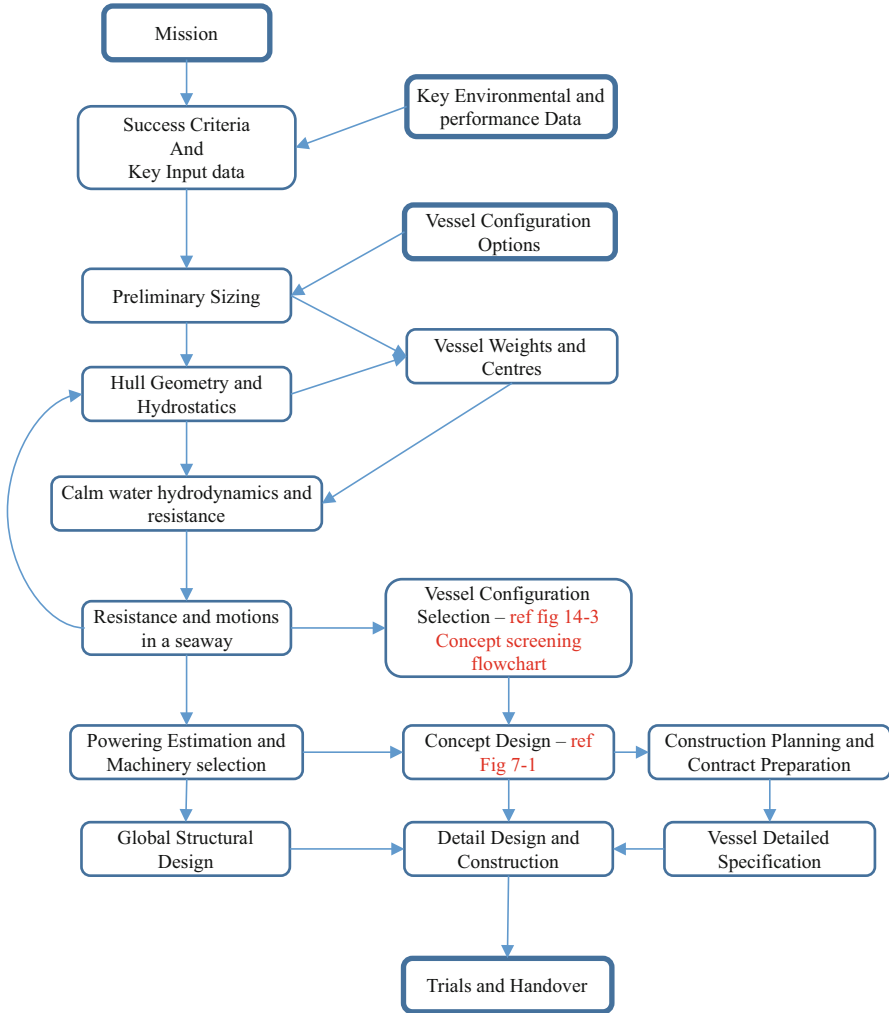 Mission
Key Environmental and
performance Data
Success Criteria
And
Key Input data
Vessel Configuration
Options
Preliminary Sizing
Vessel Weights and
Centres
Hull Geometry and
Hydrostatics
Calm water hydrodynamics and
resistance
Resistance and motions
in a seaway
Vessel Configuration
Selection – ref fig 14-3
Concept screening
flowchart
Powering Estimation and
Machinery selection
Concept Design – ref
Fig 7-1
Construction Planning and
Contract Preparation
Global Structural
Design
Detail Design and
Construction
Vessel Detailed
Specification
Trials and Handover